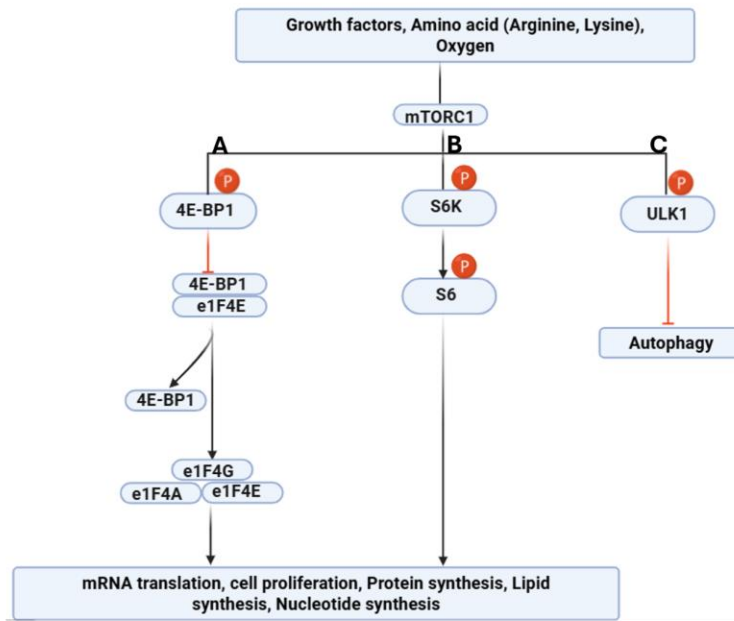 Growth factors, Amino acid (Arginine, Lysine),
Oxygen
mTORC1
A
B
C
P
P
P
4E-BP1
S6K
ULK1
4E-BP1
e1F4E
P
S6
Autophagy
4E-BP1
e1F4G
e1F4A
e1F4E
mRNA translation, cell proliferation, Protein synthesis, Lipid
synthesis, Nucleotide synthesis